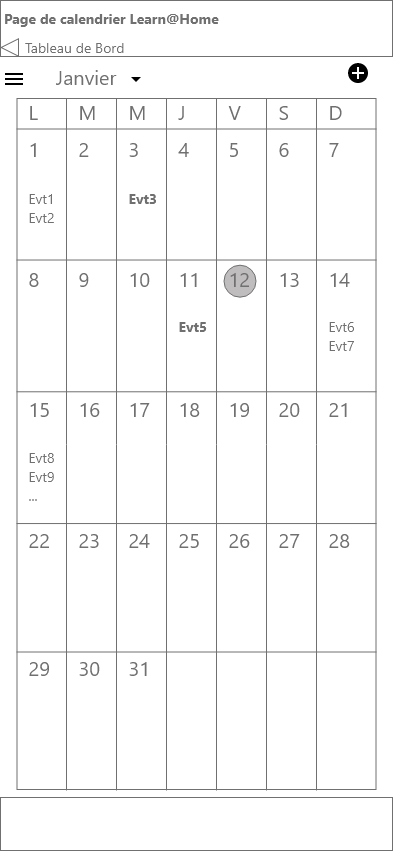 Page de calendrier Learn@Home
Tableau de Bord
Janvier
L M M J V S D
1 2 3 4 5 6 7
Evt1 Evt3
Evt2
8 9 10 11 12 13 14
Evt5 Evt6
Evt7
15 16 17 18 19 20 21
Evt8
Evt9
...
22 23 24 25 26 27 28
29 30 31